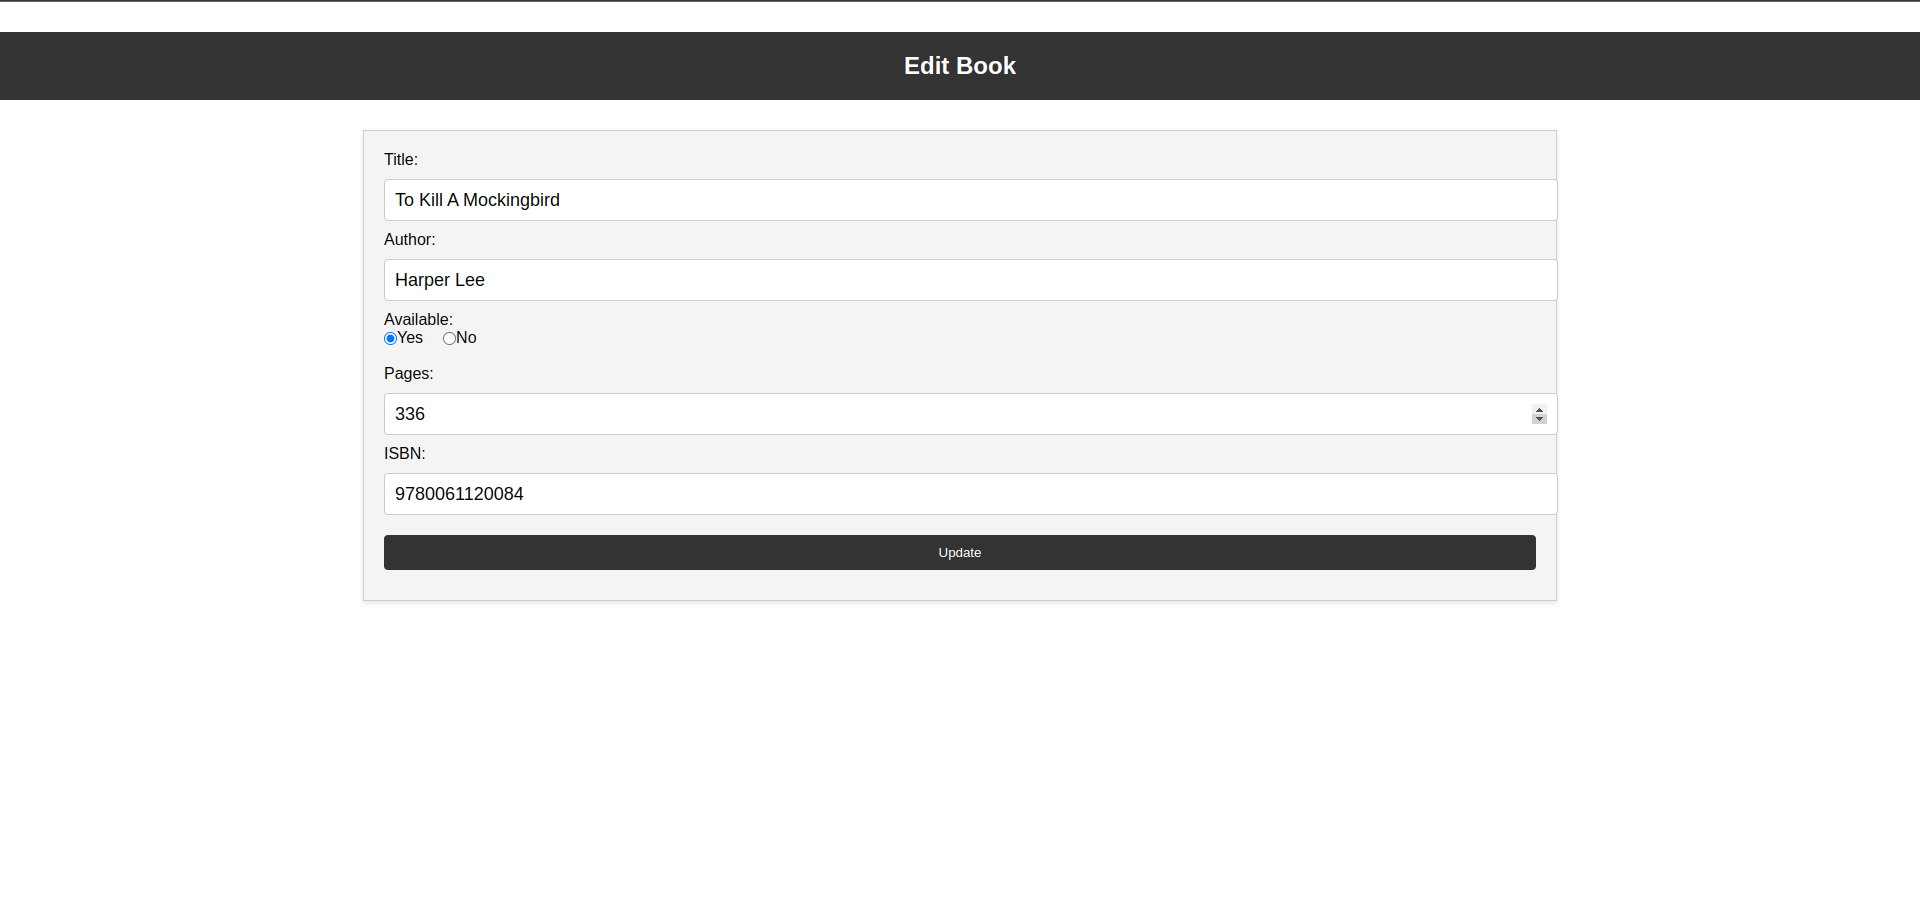 Edit Book
Title:
To Kill A Mockingbird
Author:
Harper Lee
Available:
Yes No
Pages:
336
ISBN:
9780061120084
Update